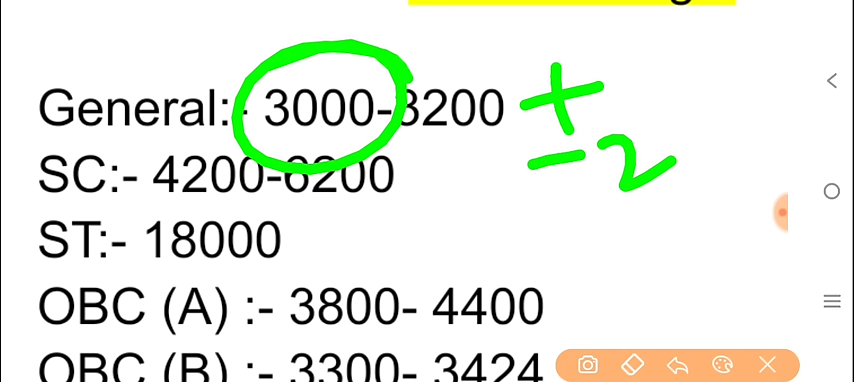 General:- 3000-3200 + - 2
SC:- 4200-6200
ST:- 18000
OBC (A) :- 3800- 4400
OBC (B) :- 3300- 3424